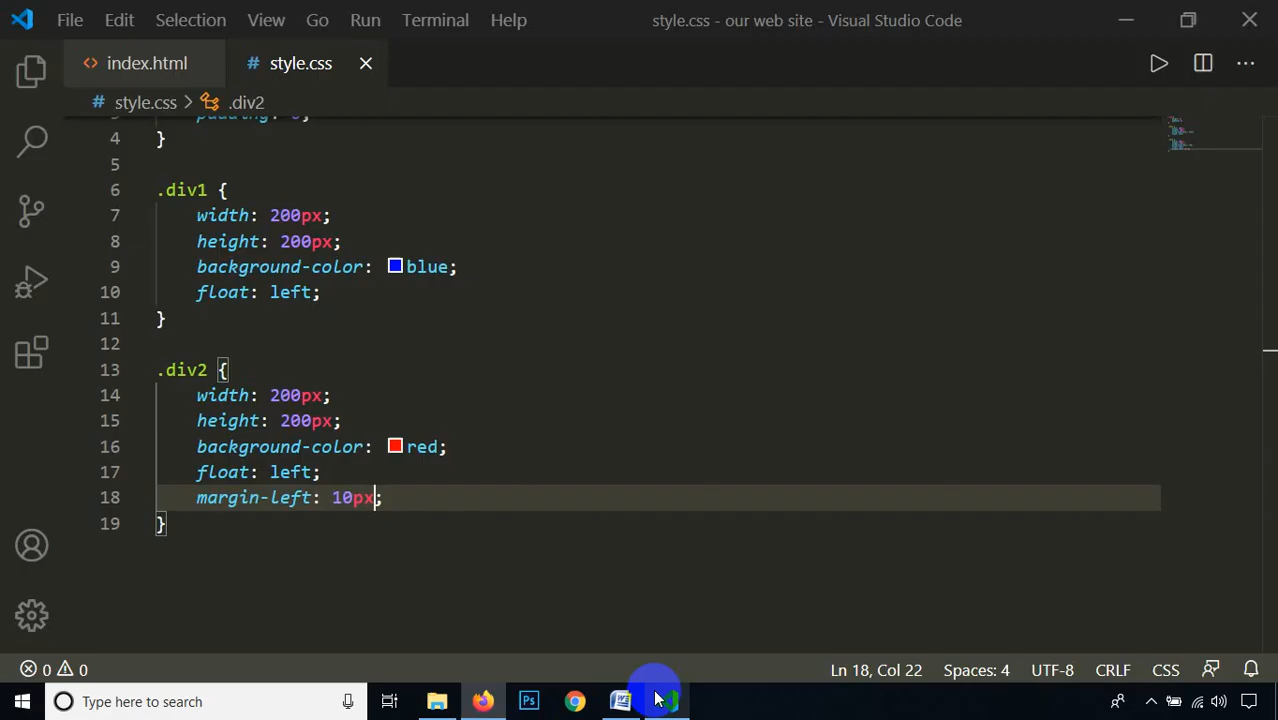 File Edit Selection View Go Run Terminal Help style.css - our web site - Visual Studio Code
index.html style.css
style.css > .div2
padding: 0;
4 }
5
6 .div1 {
7 width: 200px;
8 height: 200px;
9 background-color: blue;
10 float: left;
11 }
12
13 .div2 {
14 width: 200px;
15 height: 200px;
16 background-color: red;
17 float: left;
18 margin-left: 10px;
19 }
0 0 Ln 18, Col 22 Spaces: 4 UTF-8 CRLF CSS
Type here to search Ps